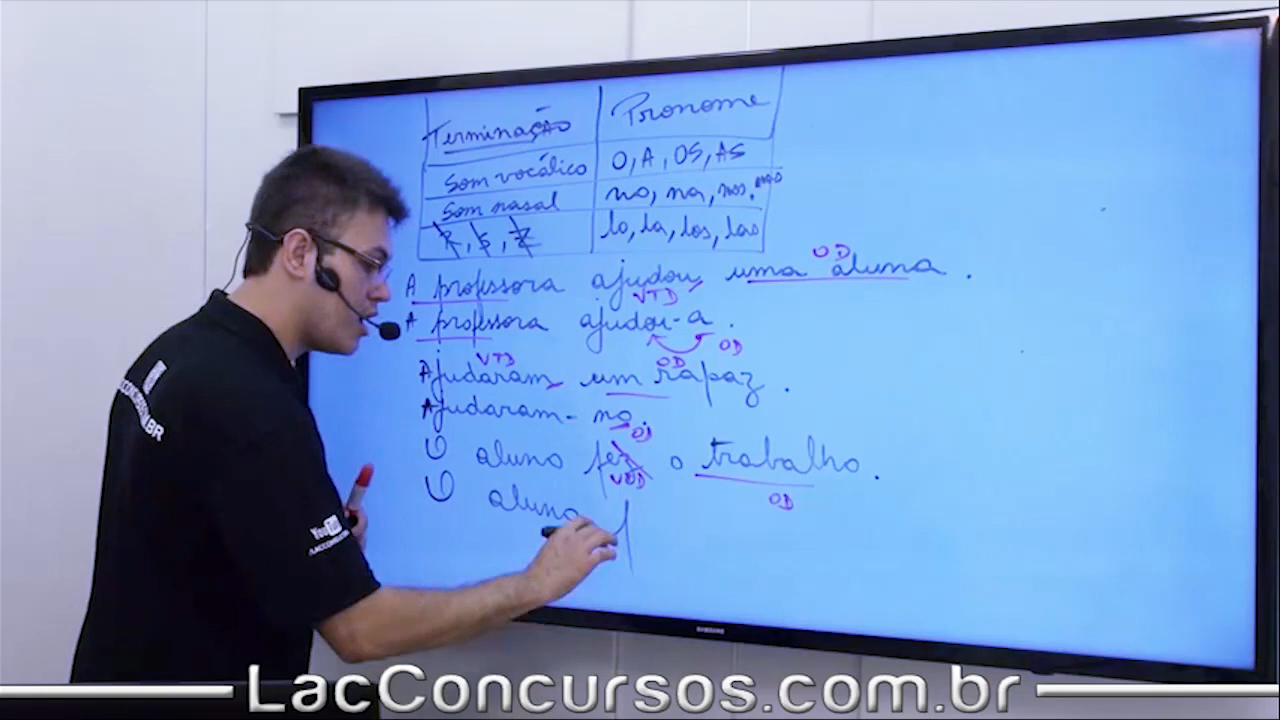 Terminação Pronome
Som vocálico O, A, OS, AS
Som nasal no, na, nos, nas
R, S, Z lo, la, los, las
OD
A professora ajudou uma aluna.
VTD
A professora ajudou-a.
OD
VTD OD
Ajudaram um rapaz.
Ajudaram-no.
OD
O aluno fez o trabalho.
VTD OD
O aluno f
YouTube
SAMSUNG
LacConcursos.com.br